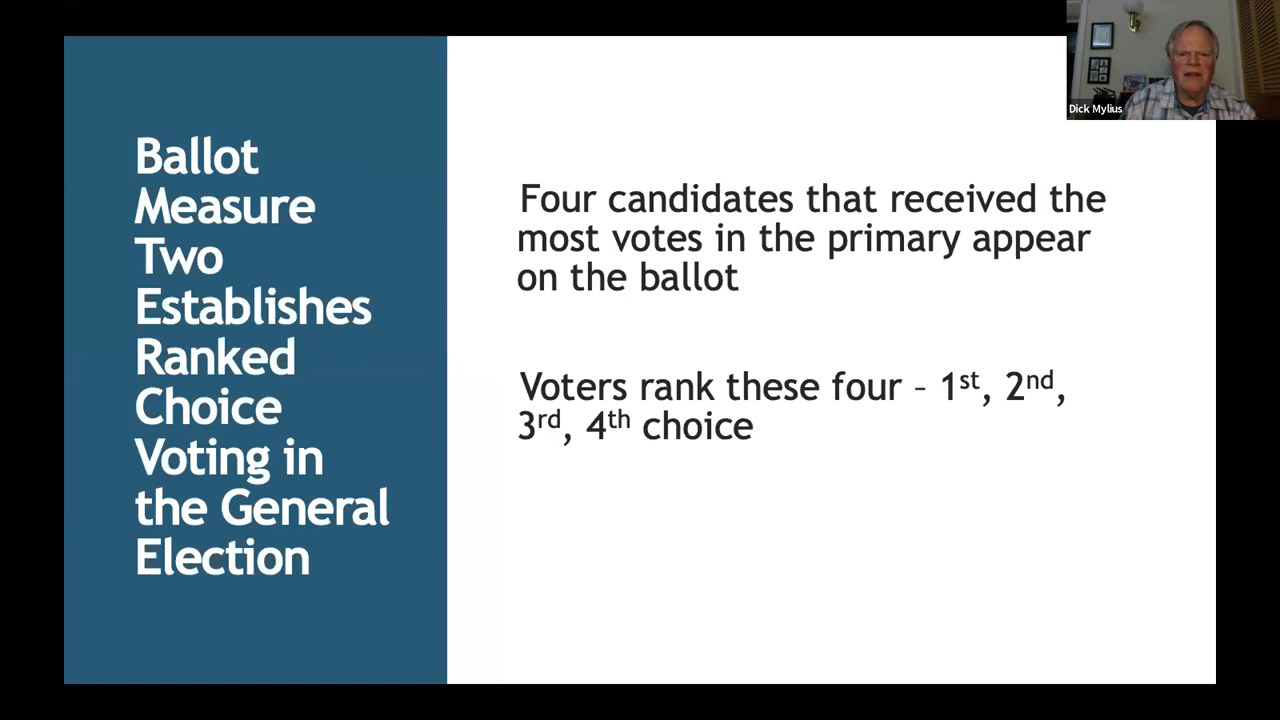 Ballot
Measure
Two
Establishes
Ranked
Choice
Voting in
the General
Election
Four candidates that received the
most votes in the primary appear
on the ballot
Voters rank these four – 1st, 2nd,
3rd, 4th choice
Dick Mylius